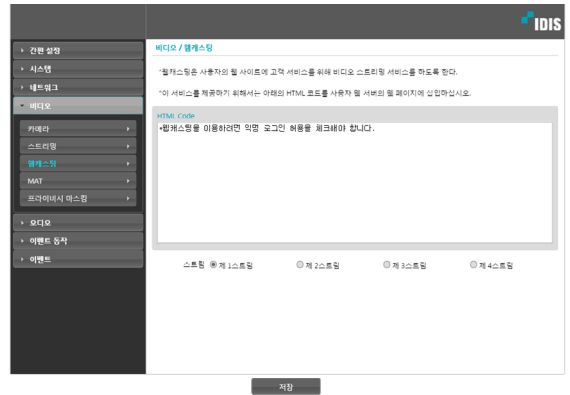 IDIS
간편 설정
시스템
네트워크
비디오
카메라
스트리밍
웹캐스팅
MAT
프라이버시 마스킹
오디오
이벤트 동작
이벤트
비디오 / 웹캐스팅
*웹캐스팅은 사용자의 웹 사이트에 고객 서비스를 위해 비디오 스트리밍 서비스를 하도록 한다.
*이 서비스를 제공하기 위해서는 아래의 HTML 코드를 사용자 웹 서버의 웹 페이지에 삽입하십시오.
HTML Code
*웹캐스팅을 이용하려면 익명 로그인 허용을 체크해야 합니다.
스트림 제 1스트림 제 2스트림 제 3스트림 제 4스트림
저장